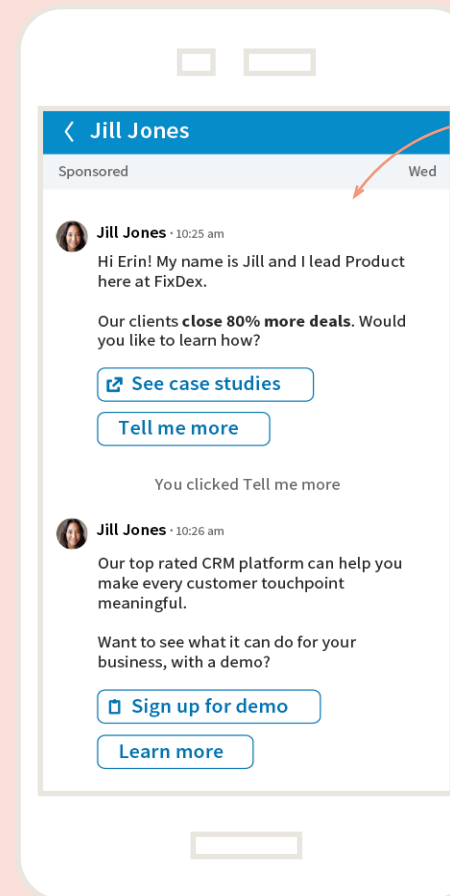 Jill Jones
Sponsored Wed
Jill Jones · 10:25 am
Hi Erin! My name is Jill and I lead Product
here at FixDex.
Our clients close 80% more deals. Would
you like to learn how?
See case studies
Tell me more
You clicked Tell me more
Jill Jones · 10:26 am
Our top rated CRM platform can help you
make every customer touchpoint
meaningful.
Want to see what it can do for your
business, with a demo?
Sign up for demo
Learn more